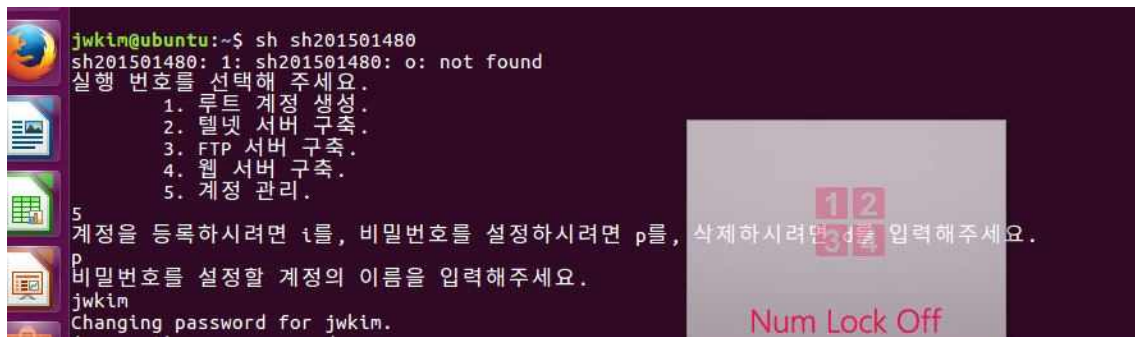 jwkim@ubuntu:~$ sh sh201501480
sh201501480: 1: sh201501480: o: not found
실행 번호를 선택해 주세요.
1. 루트 계정 생성.
2. 텔넷 서버 구축.
3. FTP 서버 구축.
4. 웹 서버 구축.
5. 계정 관리.
5
계정을 등록하시려면 i를, 비밀번호를 설정하시려면 p를, 삭제하시려면 d를 입력해주세요.
p
비밀번호를 설정할 계정의 이름을 입력해주세요.
jwkim
Changing password for jwkim.
1 2
3 4
Num Lock Off